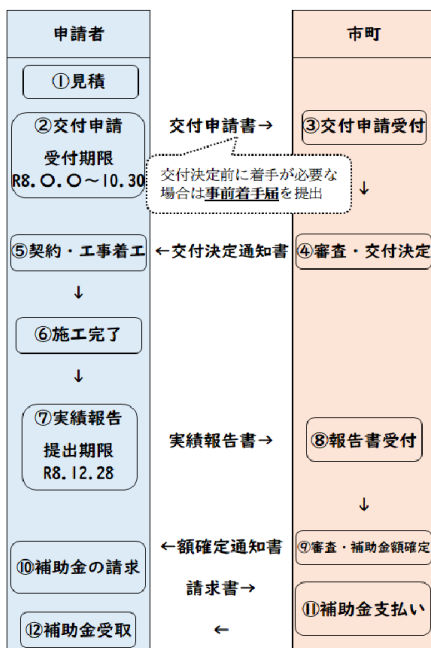 申請者
市町
①見積
②交付申請
受付期限
R8.〇.〇～10.30
交付申請書→
③交付申請受付
交付決定前に着手が必要な
場合は事前着手届を提出
↓
⑤契約・工事着工
←交付決定通知書
④審査・交付決定
↓
⑥施工完了
↓
⑦実績報告
提出期限
R8.12.28
実績報告書→
⑧報告書受付
↓
←額確定通知書
⑨審査・補助金額確定
⑩補助金の請求
請求書→
⑪補助金支払い
⑫補助金受取
←